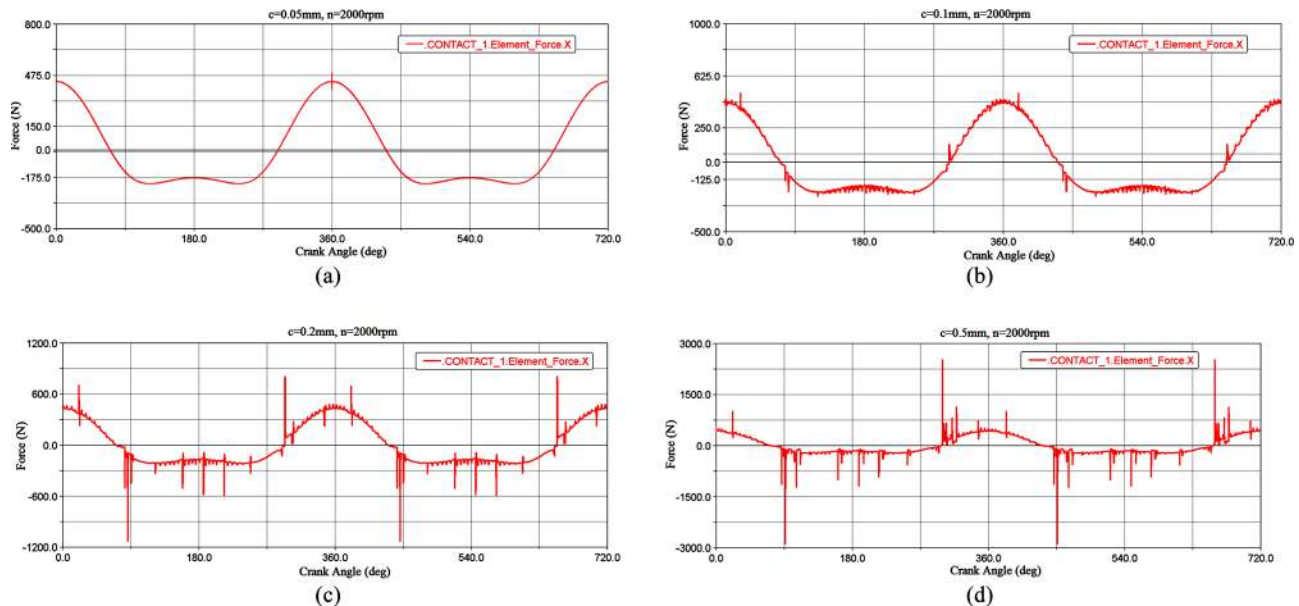 c=0.05mm, n=2000rpm
800.0
475.0
150.0
0.0
-175.0
-500.0
Force (N)
.CONTACT_1.Element_Force.X
0.0 180.0 360.0 540.0 720.0
Crank Angle (deg)
(a)
c=0.1mm, n=2000rpm
1000.0
625.0
250.0
0.0
-125.0
-500.0
Force (N)
.CONTACT_1.Element_Force.X
0.0 180.0 360.0 540.0 720.0
Crank Angle (deg)
(b)
c=0.2mm, n=2000rpm
1200.0
600.0
0.0
-600.0
-1200.0
Force (N)
.CONTACT_1.Element_Force.X
0.0 180.0 360.0 540.0 720.0
Crank Angle (deg)
(c)
c=0.5mm, n=2000rpm
3000.0
1500.0
0.0
-1500.0
-3000.0
Force (N)
.CONTACT_1.Element_Force.X
0.0 180.0 360.0 540.0 720.0
Crank Angle (deg)
(d)